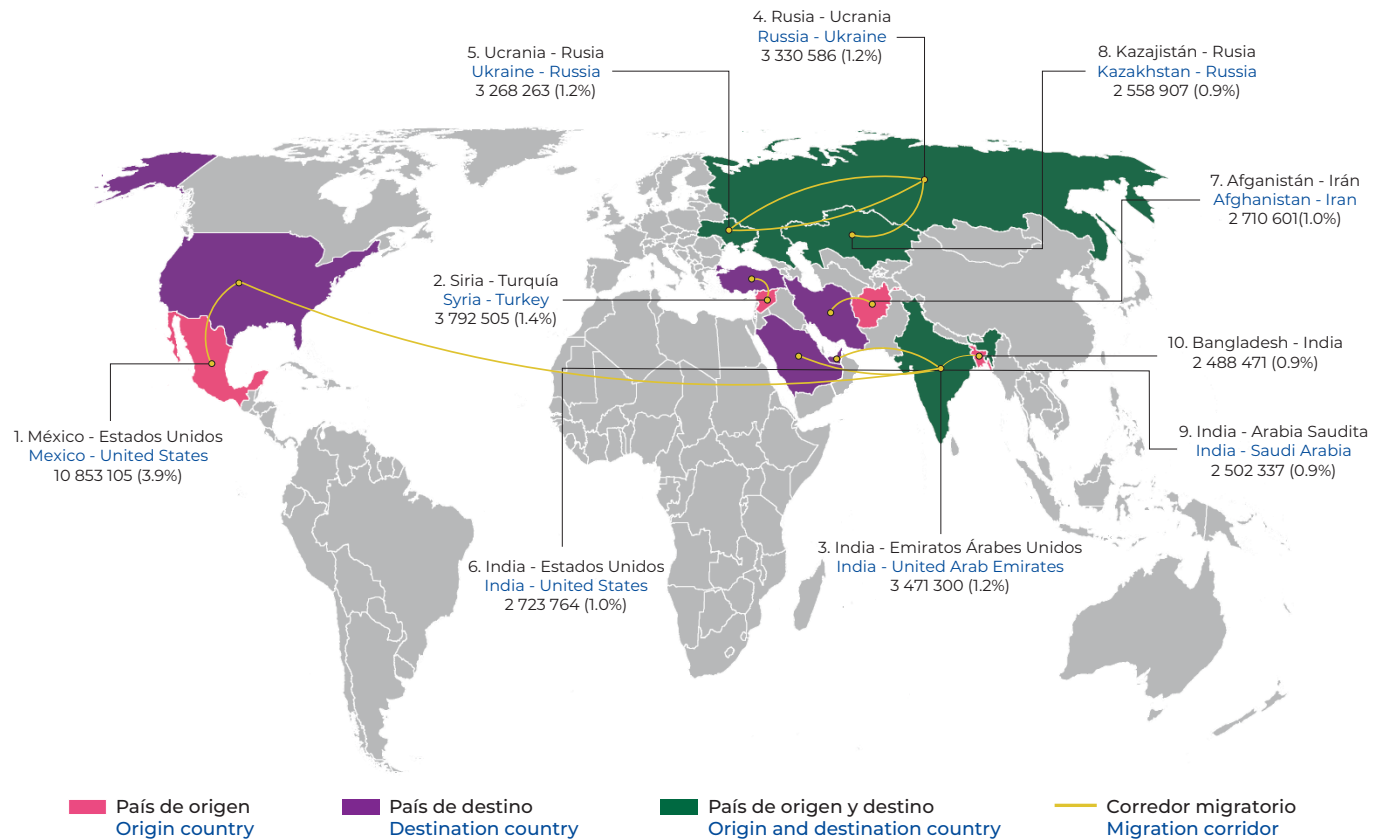 4. Rusia - Ucrania
Russia - Ukraine
3 330 586 (1.2%)
5. Ucrania - Rusia
Ukraine - Russia
3 268 263 (1.2%)
8. Kazajistán - Rusia
Kazakhstan - Russia
2 558 907 (0.9%)
7. Afganistán - Irán
Afghanistan - Iran
2 710 601(1.0%)
2. Siria - Turquía
Syria - Turkey
3 792 505 (1.4%)
10. Bangladesh - India
2 488 471 (0.9%)
1. México - Estados Unidos
Mexico - United States
10 853 105 (3.9%)
9. India - Arabia Saudita
India - Saudi Arabia
2 502 337 (0.9%)
6. India - Estados Unidos
India - United States
2 723 764 (1.0%)
3. India - Emiratos Árabes Unidos
India - United Arab Emirates
3 471 300 (1.2%)
País de origen
Origin country
País de destino
Destination country
País de origen y destino
Origin and destination country
Corredor migratorio
Migration corridor